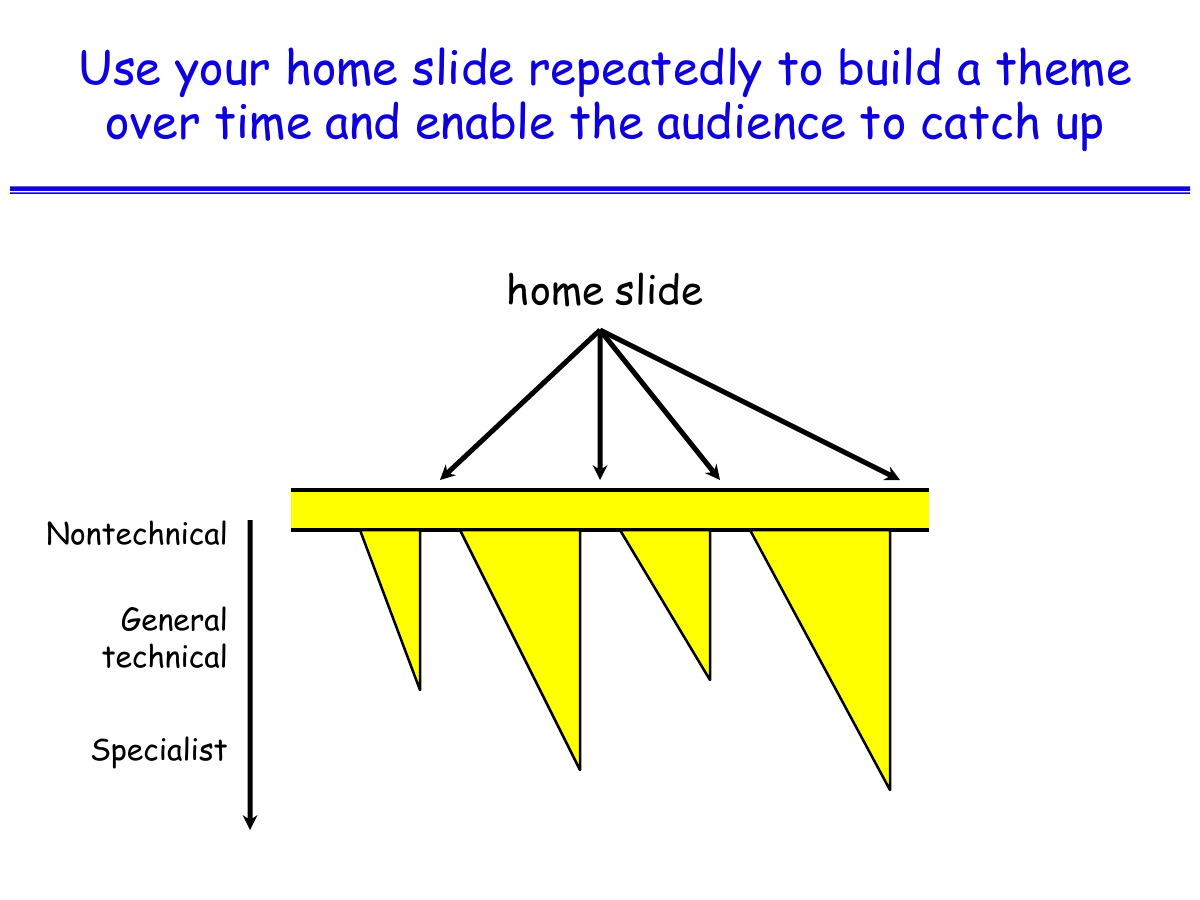 Use your home slide repeatedly to build a theme
over time and enable the audience to catch up
home slide
Nontechnical
General
technical
Specialist